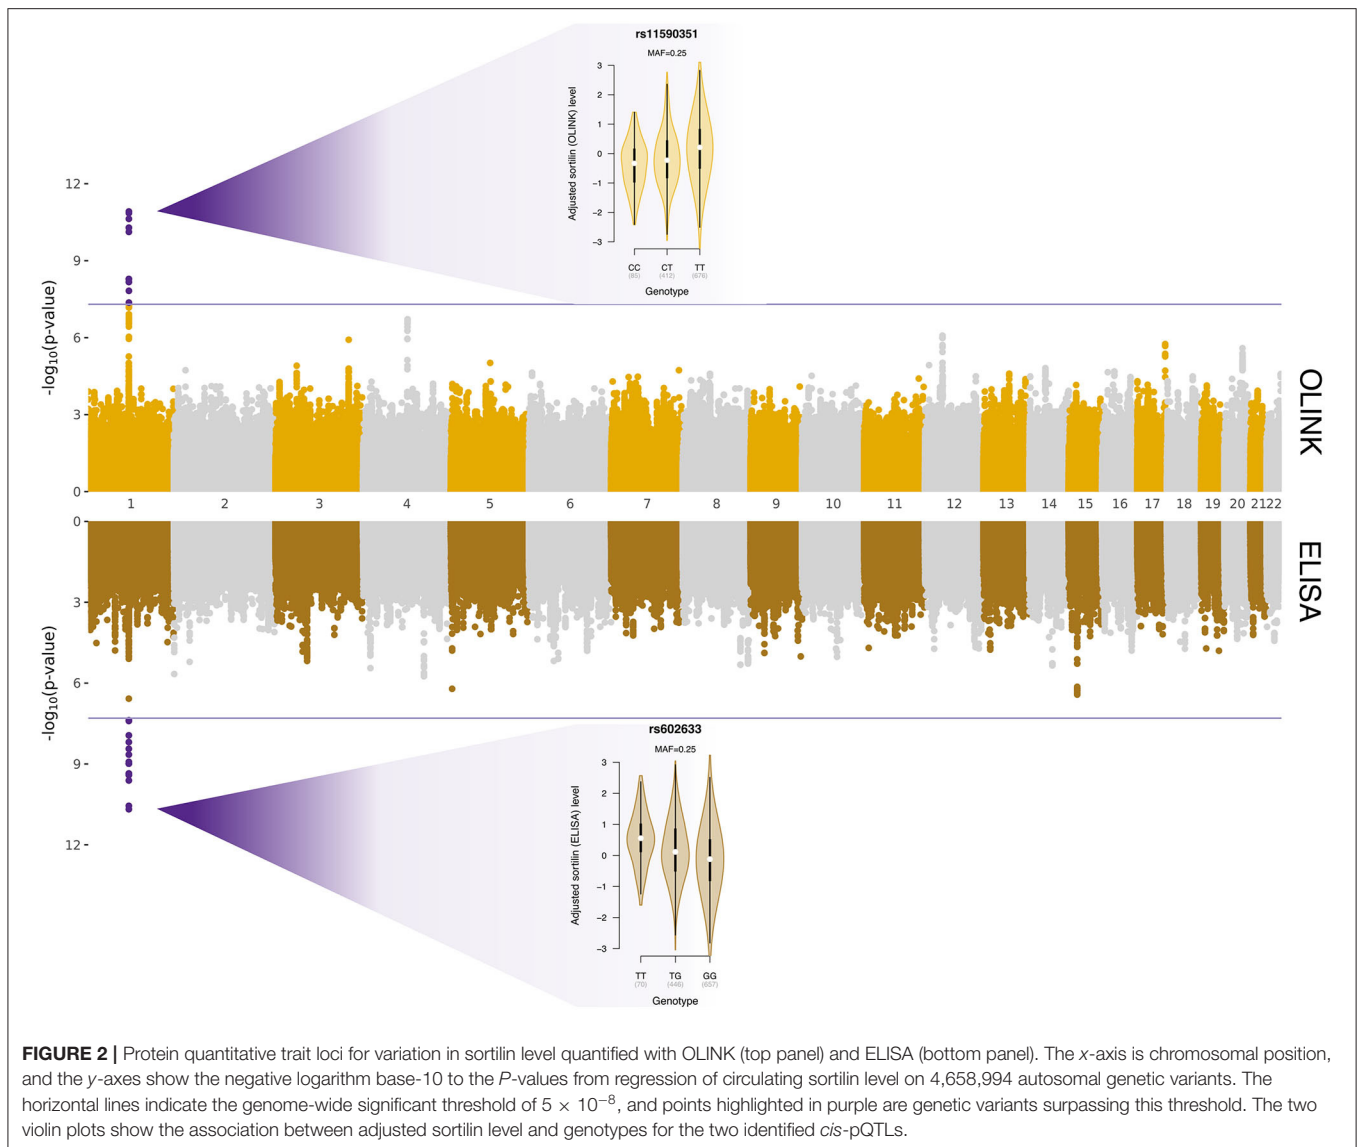 rs11590351
MAF=0.25
3
2
1
0
−1
−2
−3
Adjusted sortilin (OLINK) level
CC CT TT
(85) (412) (676)
Genotype
12
9
6
3
0
-log10(p-value)
OLINK
1 2 3 4 5 6 7 8 9 10 11 12 13 14 15 16 17 18 19 20 21 22
0
3
6
9
12
-log10(p-value)
ELISA
rs602633
MAF=0.25
3
2
1
0
−1
−2
−3
Adjusted sortilin (ELISA) level
TT TG GG
(70) (446) (657)
Genotype
FIGURE 2 | Protein quantitative trait loci for variation in sortilin level quantified with OLINK (top panel) and ELISA (bottom panel). The x-axis is chromosomal position,
and the y-axes show the negative logarithm base-10 to the P-values from regression of circulating sortilin level on 4,658,994 autosomal genetic variants. The
horizontal lines indicate the genome-wide significant threshold of 5 × 10−8, and points highlighted in purple are genetic variants surpassing this threshold. The two
violin plots show the association between adjusted sortilin level and genotypes for the two identified cis-pQTLs.